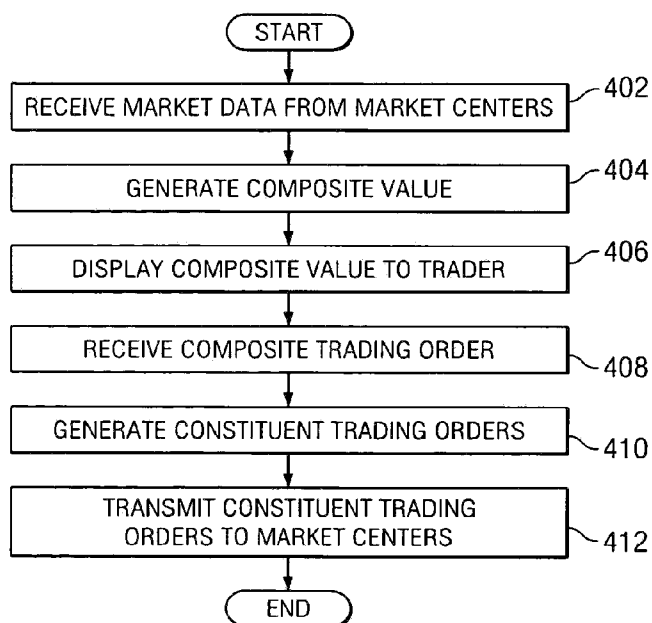 START
RECEIVE MARKET DATA FROM MARKET CENTERS
402
GENERATE COMPOSITE VALUE
404
DISPLAY COMPOSITE VALUE TO TRADER
406
RECEIVE COMPOSITE TRADING ORDER
408
GENERATE CONSTITUENT TRADING ORDERS
410
TRANSMIT CONSTITUENT TRADING
ORDERS TO MARKET CENTERS
412
END